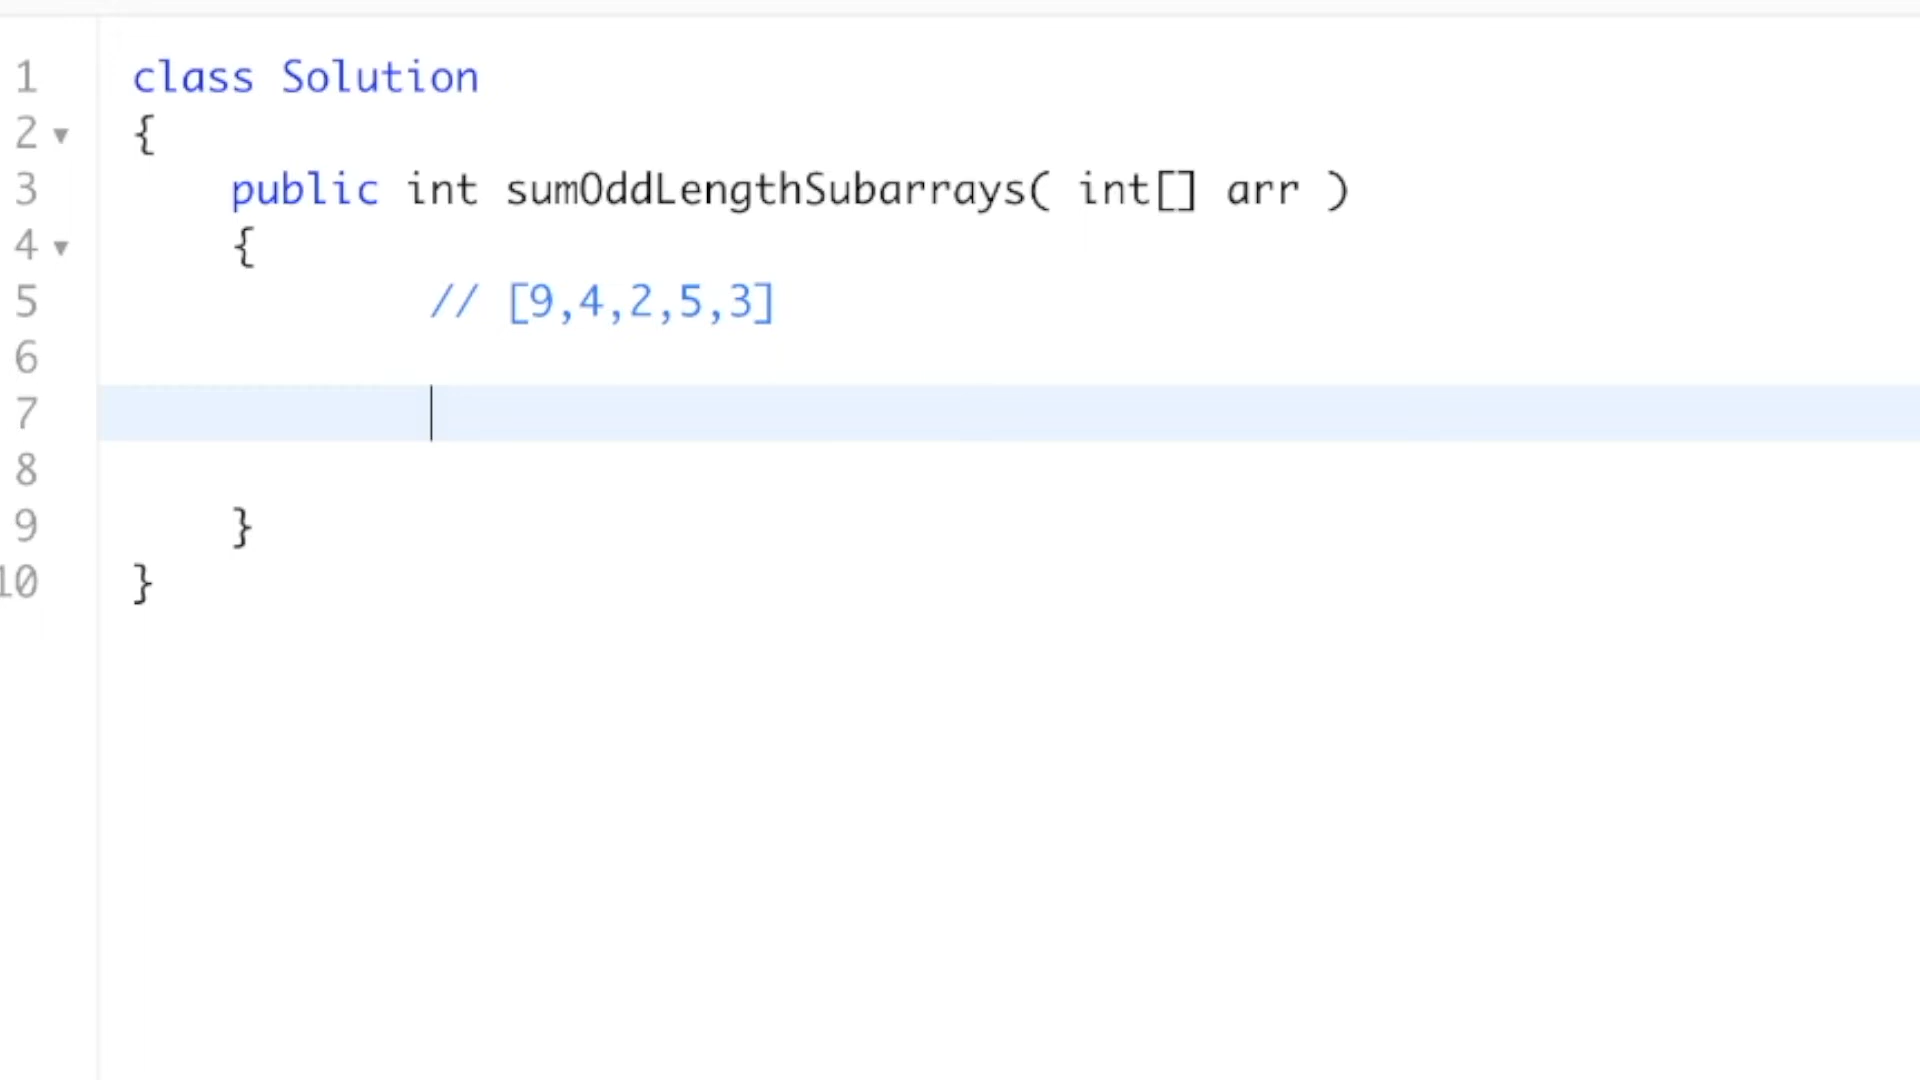 1 class Solution
2 {
3 public int sumOddLengthSubarrays( int[] arr )
4 {
5 // [9,4,2,5,3]
6
7
8
9 }
10 }